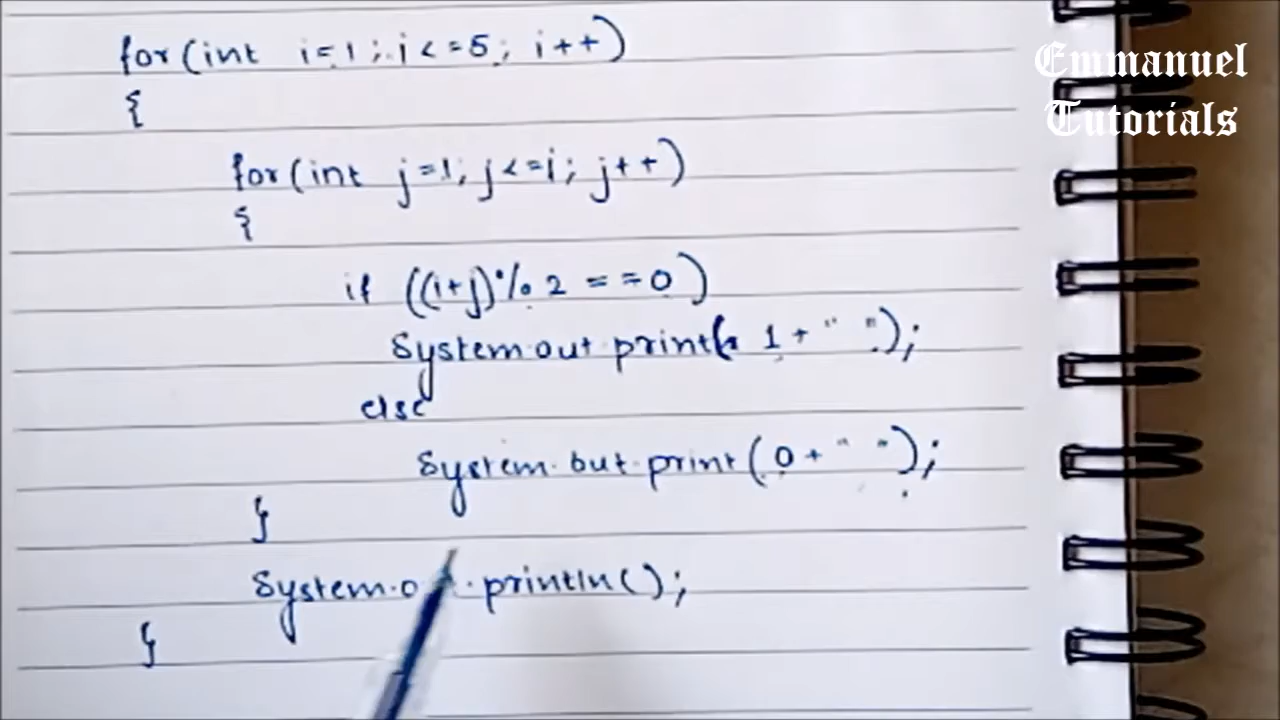 for(int i=1; i<=5; i++)
{
for(int j=1; j<=i; j++)
{
if ((i+j)%2 ==0)
System.out.print( 1+" ");
else
System.out.print(0+" ");
}
System.o .println();
}
Emmanuel
Tutorials